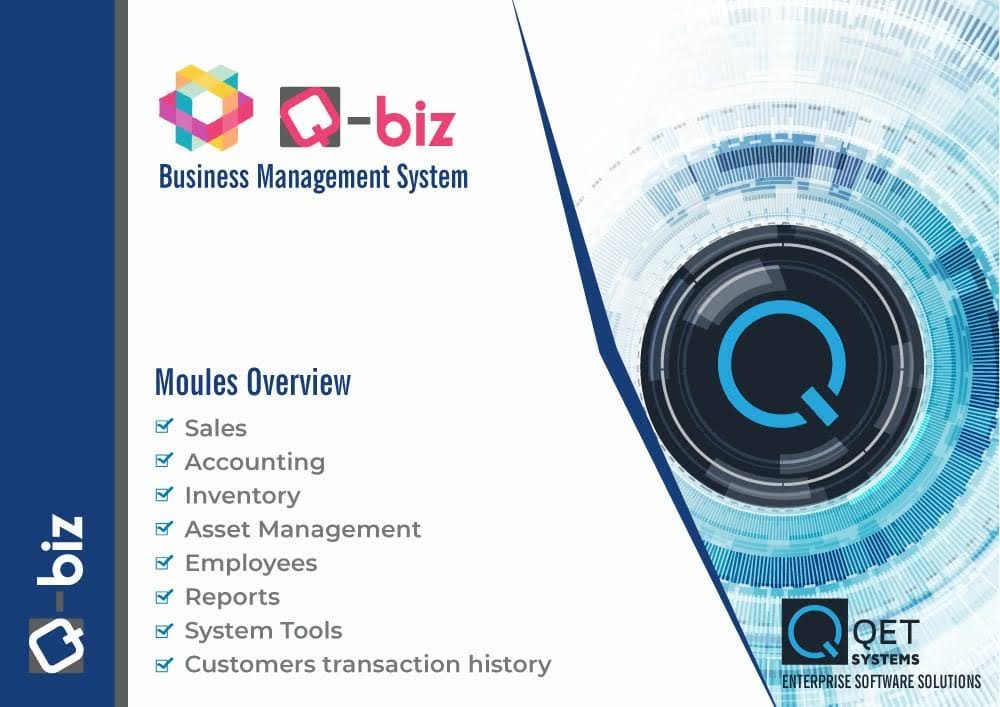 Q-biz
Business Management System
Moules Overview
Sales
Accounting
Inventory
Asset Management
Employees
Reports
System Tools
Customers transaction history
Q-biz
QET
SYSTEMS
ENTERPRISE SOFTWARE SOLUTIONS